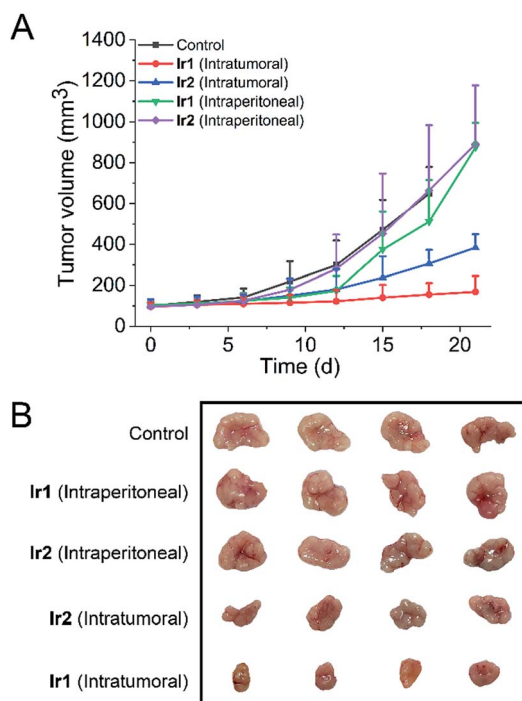 A
Tumor volume (mm³)
1400
1200
1000
800
600
400
200
0
Control
Ir1 (Intratumoral)
Ir2 (Intratumoral)
Ir1 (Intraperitoneal)
Ir2 (Intraperitoneal)
0 5 10 15 20
Time (d)
B
Control
Ir1 (Intraperitoneal)
Ir2 (Intraperitoneal)
Ir2 (Intratumoral)
Ir1 (Intratumoral)